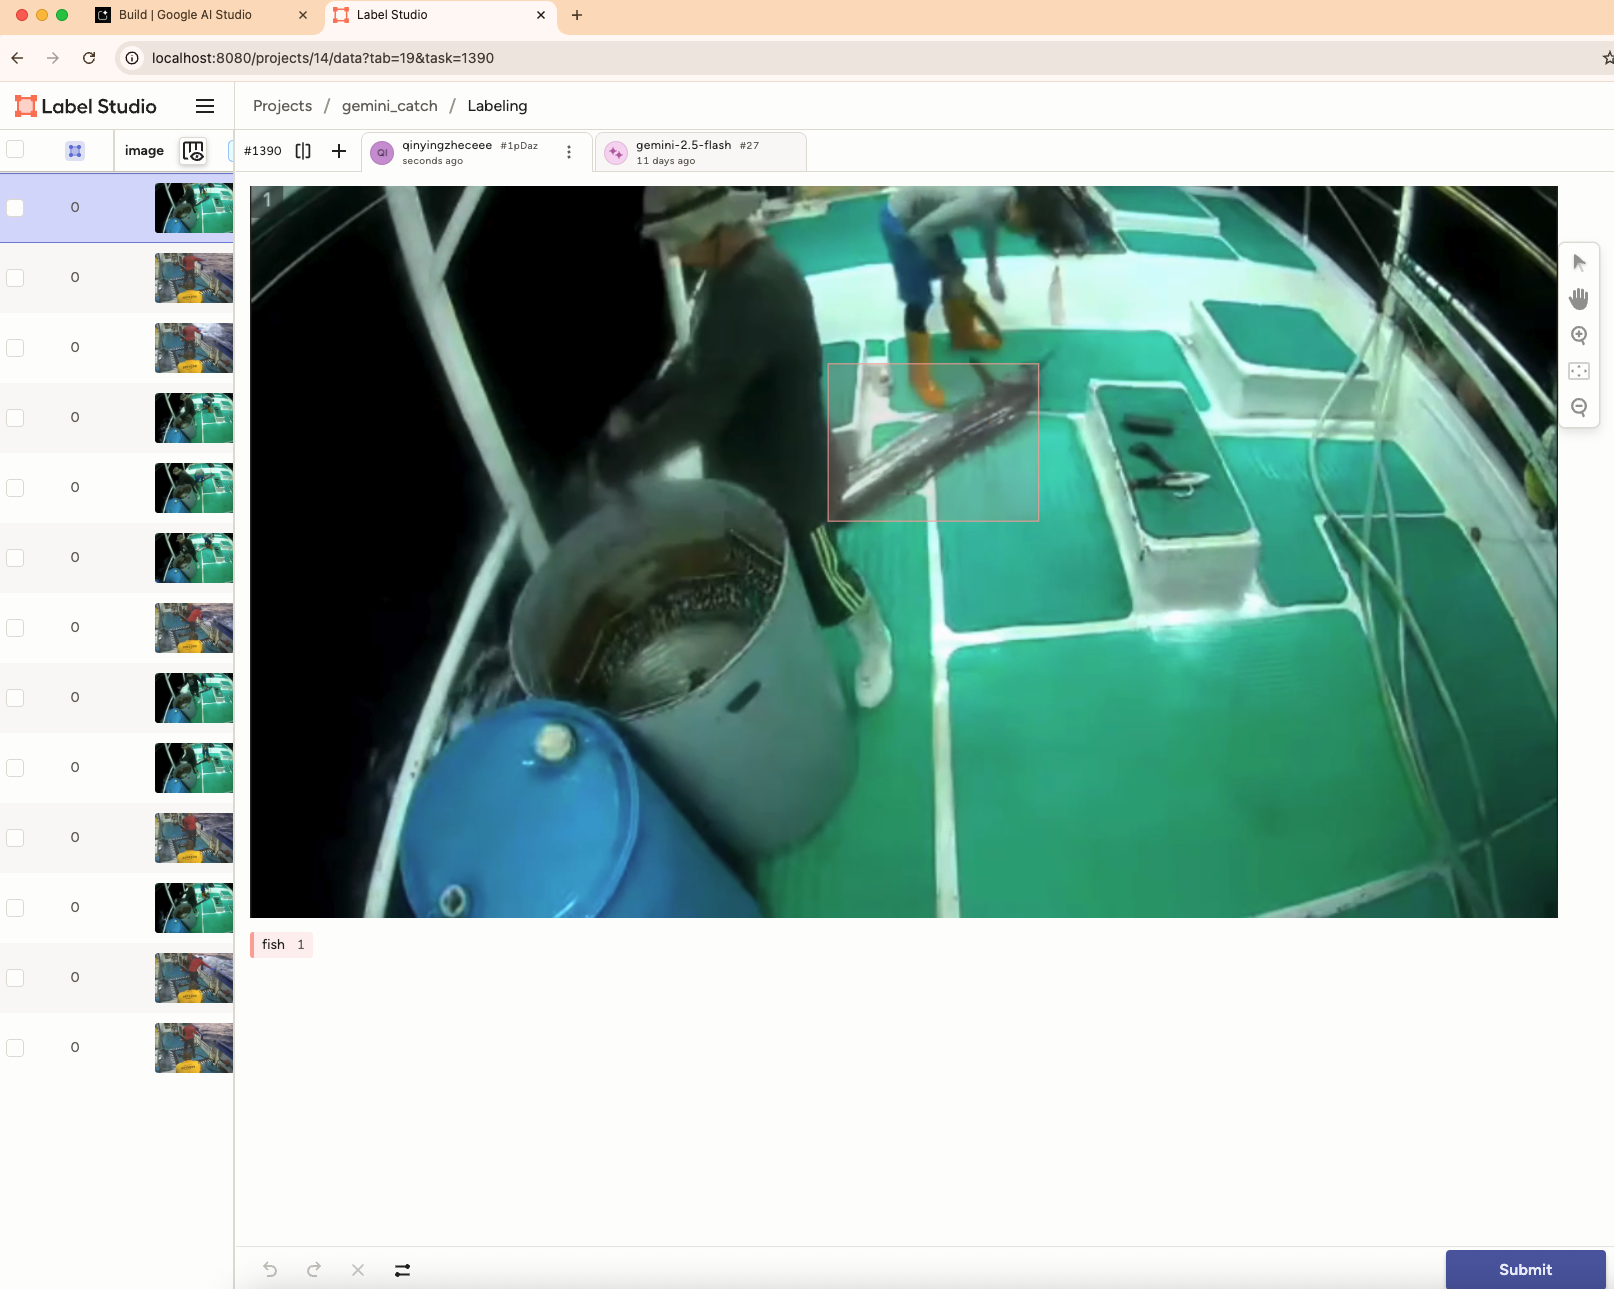 Build | Google AI Studio
Label Studio
localhost:8080/projects/14/data?tab=19&task=1390
Label Studio
Projects / gemini_catch / Labeling
image
#1390
QI
qinyingzheceee #1pDaz
seconds ago
gemini-2.5-flash #27
11 days ago
1
0
0
0
0
0
0
0
0
0
0
0
0
0
fish 1
Submit